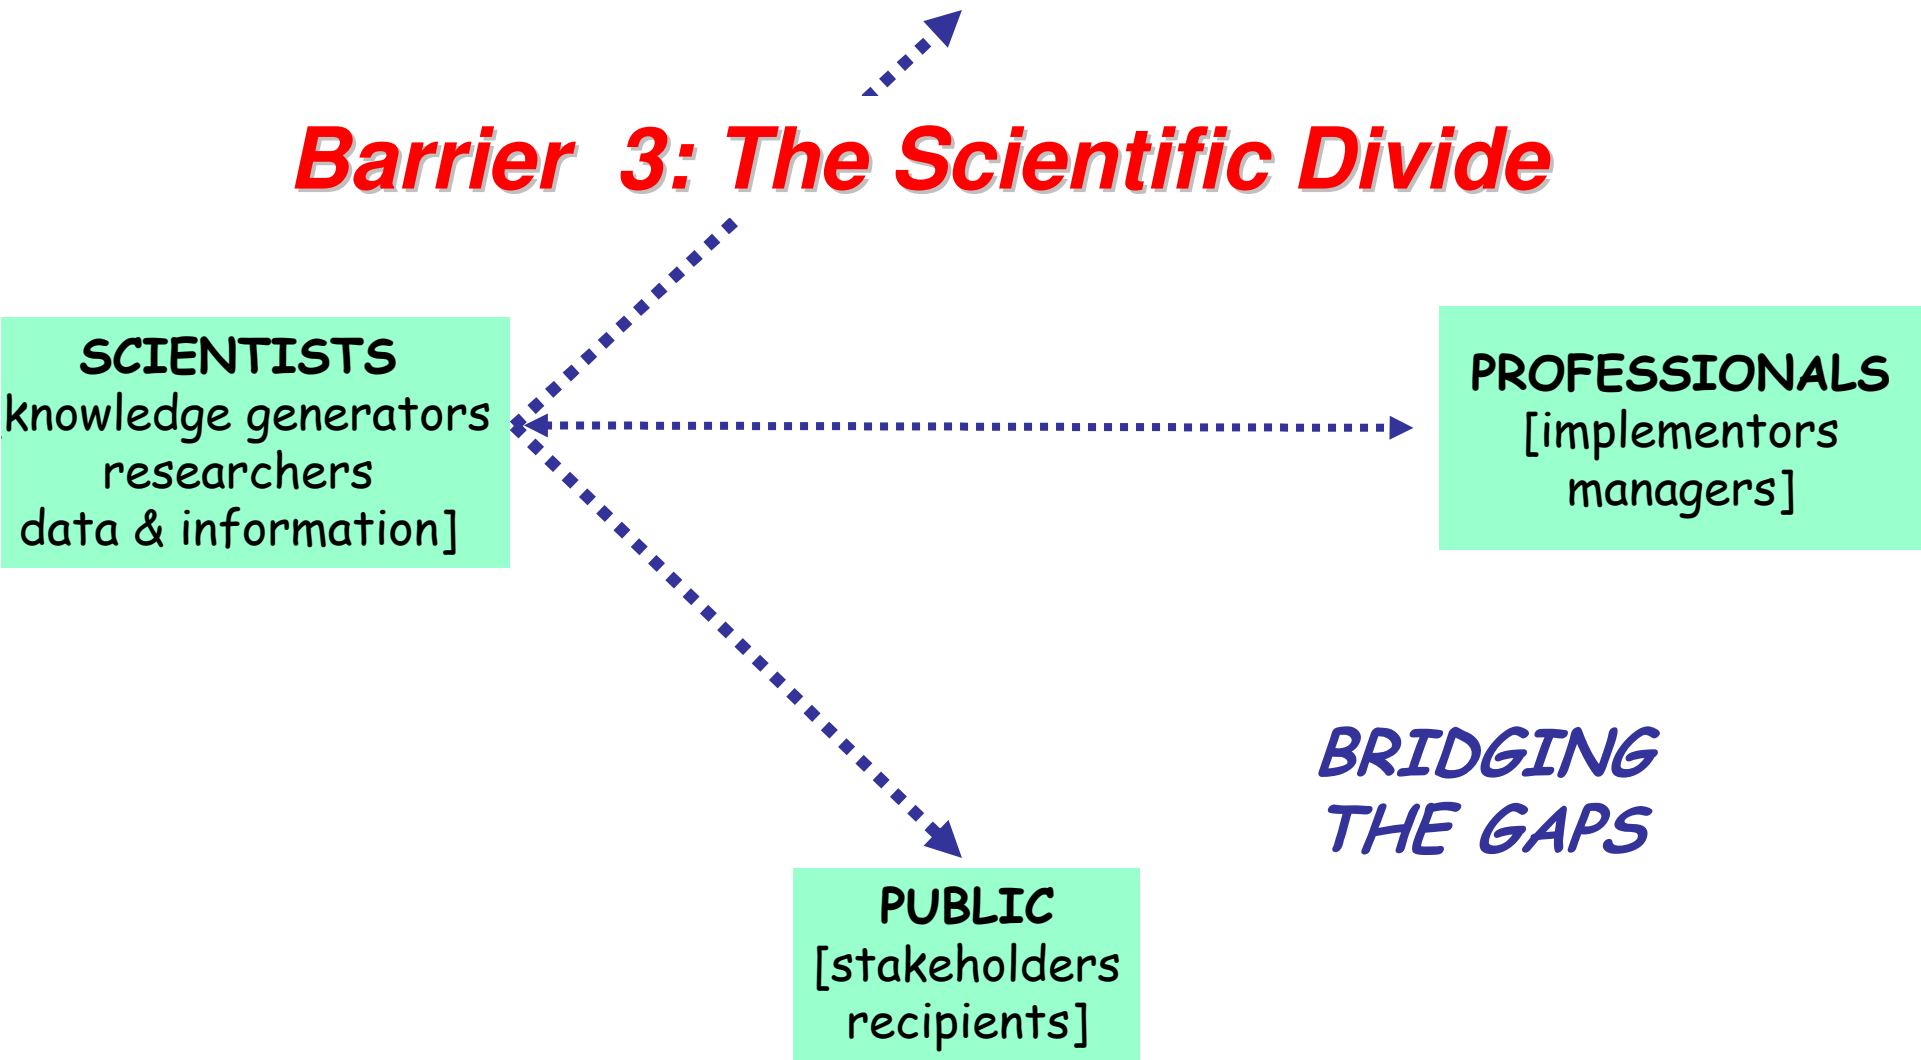 Barrier 3: The Scientific Divide
SCIENTISTS
knowledge generators
researchers
data & information]
PROFESSIONALS
[implementors
managers]
BRIDGING
THE GAPS
PUBLIC
[stakeholders
recipients]